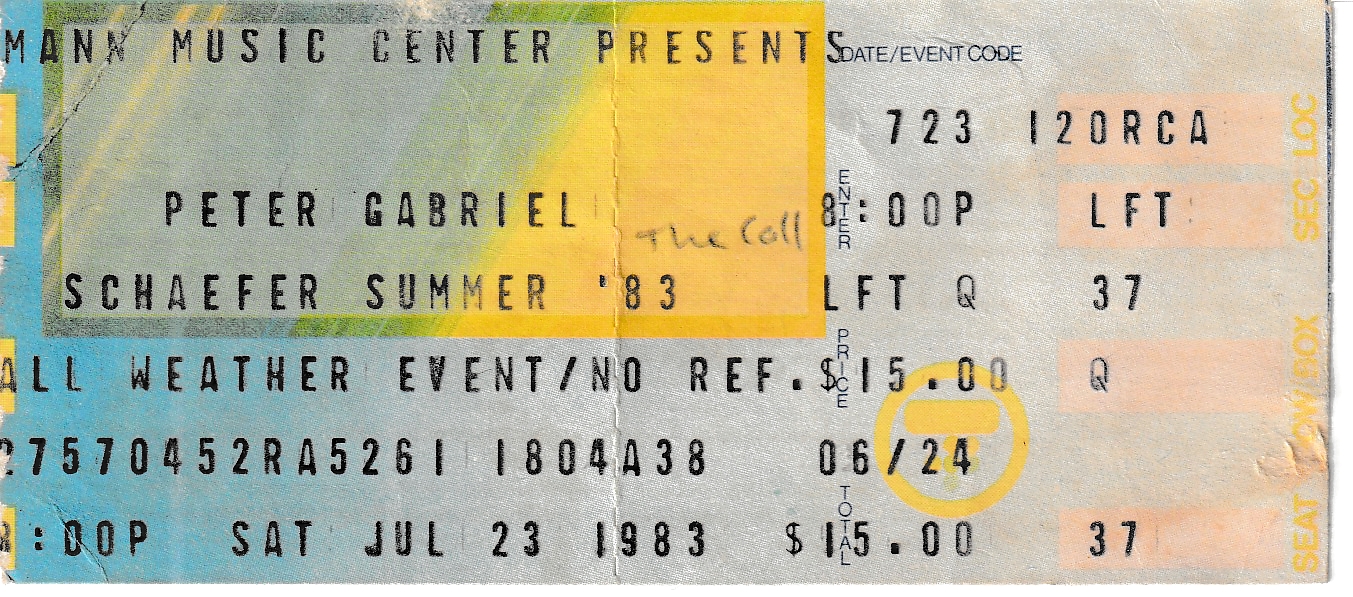 MANN MUSIC CENTER PRESENTS
DATE/EVENT CODE
723 120RCA
PETER GABRIEL The Call 8:00P LFT
ENTER
SCHAEFER SUMMER '83 LFT Q 37
ALL WEATHER EVENT/NO REF. $15.00 Q
PRICE
27570452RA5261 1804A38 06/24
8:00P SAT JUL 23 1983 $15.00 37
TOTAL
SEC LOC
SEAT ROW/BOX